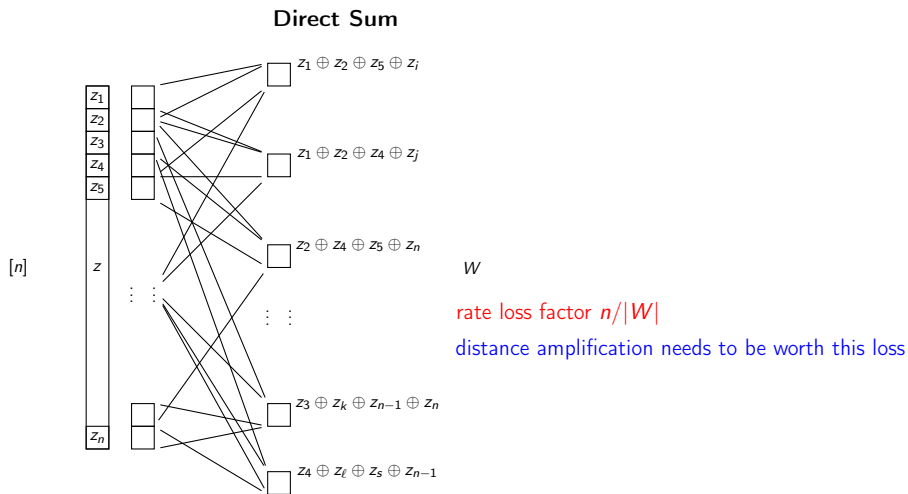 Direct Sum
z₁ ⊕ z₂ ⊕ z₅ ⊕ zᵢ
z₁
z₂
z₃
z₄
z₅
z₁ ⊕ z₂ ⊕ z₄ ⊕ zⱼ
z₂ ⊕ z₄ ⊕ z₅ ⊕ zₙ
[n]
z
W
rate loss factor n/|W|
distance amplification needs to be worth this loss
z₃ ⊕ zₖ ⊕ zₙ₋₁ ⊕ zₙ
zₙ
z₄ ⊕ z_ℓ ⊕ zₛ ⊕ zₙ₋₁